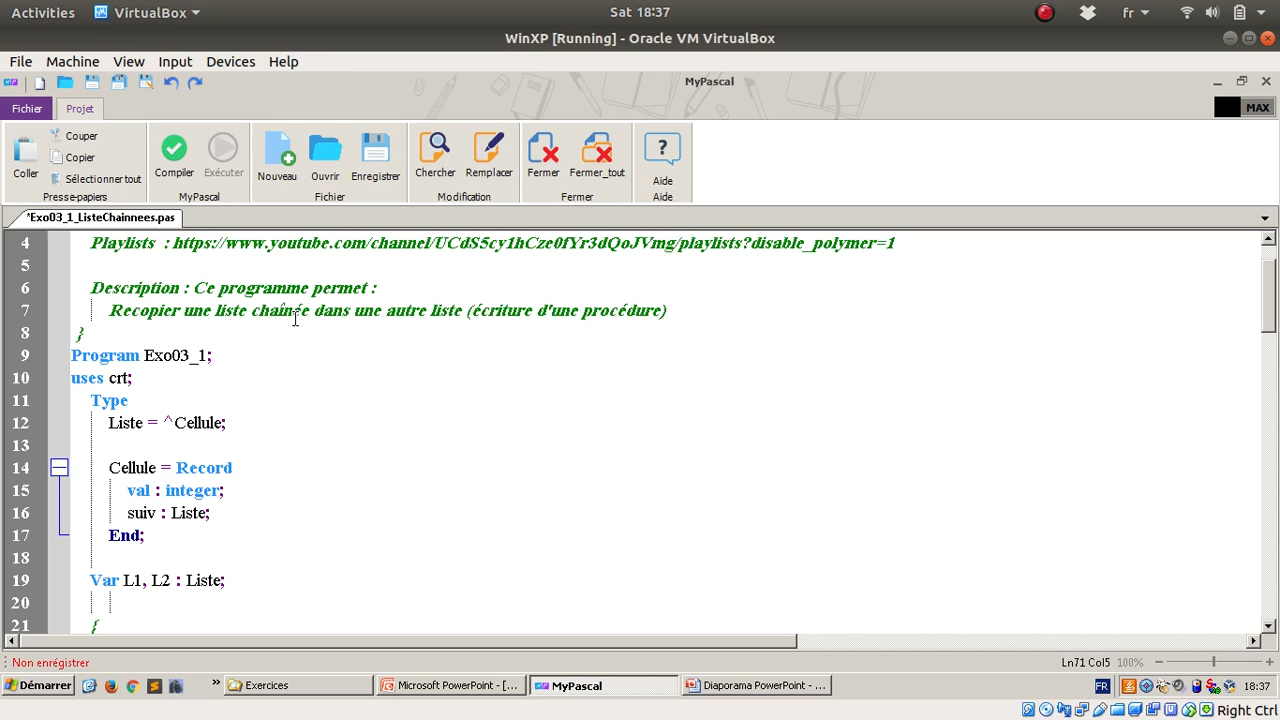 Activities VirtualBox Sat 18:37 fr
WinXP [Running] - Oracle VM VirtualBox
File Machine View Input Devices Help
MyPascal
Fichier Projet MAX
Coller Couper Copier Sélectionner tout
Compiler Exécuter Nouveau Ouvrir Enregistrer Chercher Remplacer Fermer Fermer_tout Aide
Presse-papiers MyPascal Fichier Modification Fermer Aide
*Exo03_1_ListeChainnees.pas
4 Playlists : https://www.youtube.com/channel/UCdS5cy1hCze0fYr3dQoJVmg/playlists?disable_polymer=1
5
6 Description : Ce programme permet :
7 Recopier une liste chaînée dans une autre liste (écriture d'une procédure)
8 }
9 Program Exo03_1;
10 uses crt;
11 Type
12 Liste = ^Cellule;
13
14 Cellule = Record
15 val : integer;
16 suiv : Liste;
17 End;
18
19 Var L1, L2 : Liste;
20
21 {
Non enrégistrer Ln71 Col5 100%
Démarrer » Exercices Microsoft PowerPoint - [... MyPascal Diaporama PowerPoint - ... FR 18:37
Right Ctrl